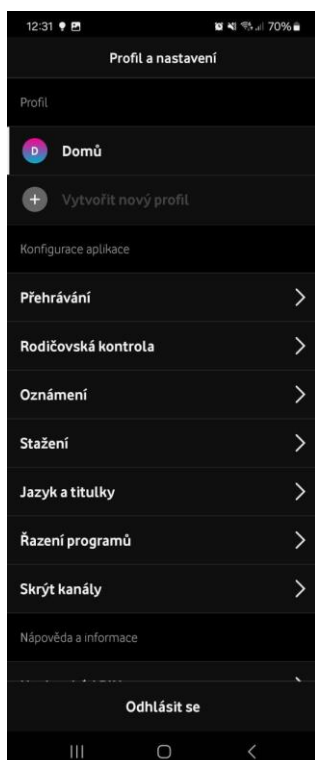 12:31
70%
Profil a nastavení
Profil
D
Domů
Vytvořit nový profil
Konfigurace aplikace
Přehrávání
Rodičovská kontrola
Oznámení
Stažení
Jazyk a titulky
Řazení programů
Skrýt kanály
Nápověda a informace
Odhlásit se